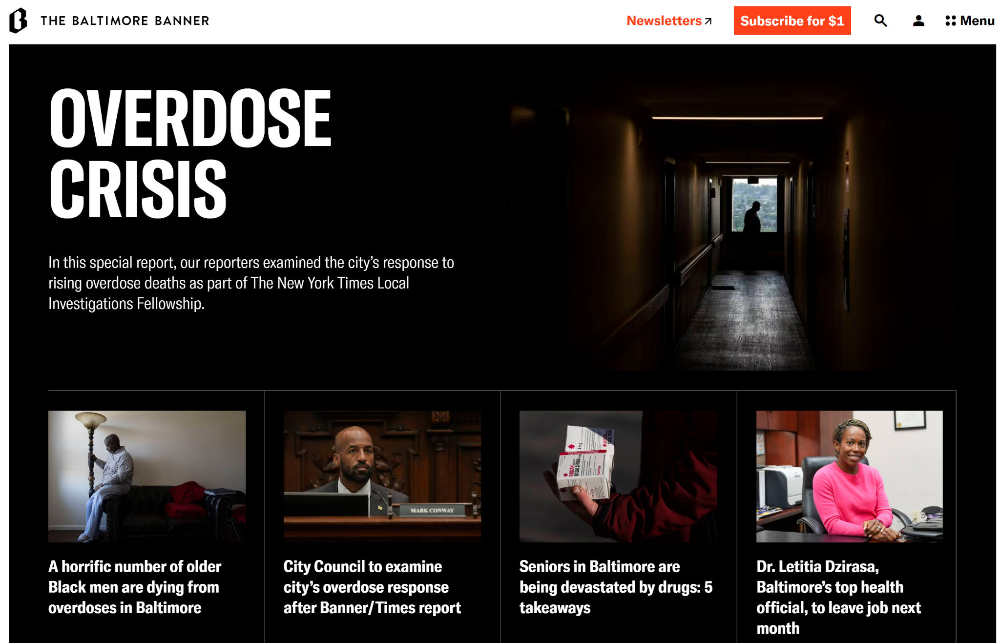 THE BALTIMORE BANNER
Newsletters
Subscribe for $1
Menu
OVERDOSE
CRISIS
In this special report, our reporters examined the city’s response to
rising overdose deaths as part of The New York Times Local
Investigations Fellowship.
MARK CONWAY
4mg
NARCAN
NASAL SPRAY
A horrific number of older
Black men are dying from
overdoses in Baltimore
City Council to examine
city’s overdose response
after Banner/Times report
Seniors in Baltimore are
being devastated by drugs: 5
takeaways
Dr. Letitia Dzirasa,
Baltimore’s top health
official, to leave job next
month